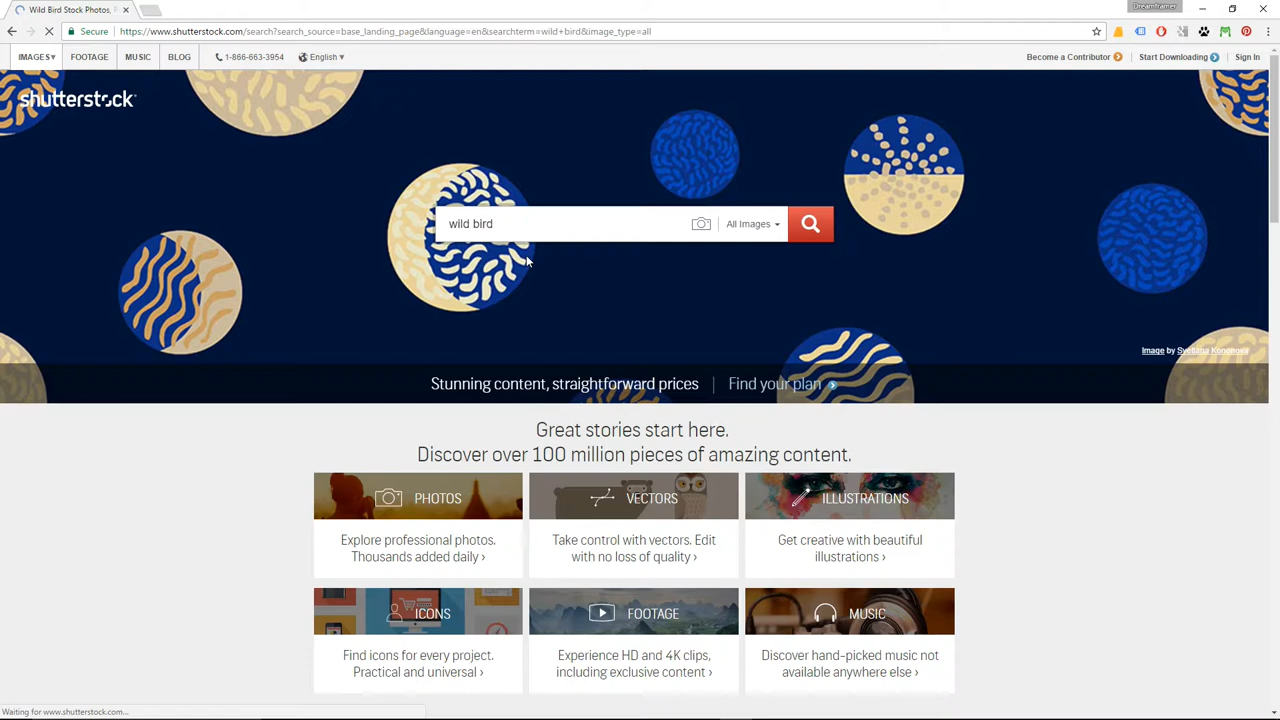 Wild Bird Stock Photos,
Dreamframer
Secure
https://www.shutterstock.com/search?search_source=base_landing_page&language=en&searchterm=wild+bird&image_type=all
IMAGES
FOOTAGE
MUSIC
BLOG
1-866-663-3954
English
Become a Contributor
Start Downloading
Sign In
shutterstock
wild bird
All Images
Image by Svetlana Kononova
Stunning content, straightforward prices
Find your plan
Great stories start here.
Discover over 100 million pieces of amazing content.
PHOTOS
VECTORS
ILLUSTRATIONS
Explore professional photos.
Thousands added daily ›
Take control with vectors. Edit
with no loss of quality ›
Get creative with beautiful
illustrations ›
ICONS
FOOTAGE
MUSIC
Find icons for every project.
Practical and universal ›
Experience HD and 4K clips,
including exclusive content ›
Discover hand-picked music not
available anywhere else ›
Waiting for www.shutterstock.com...